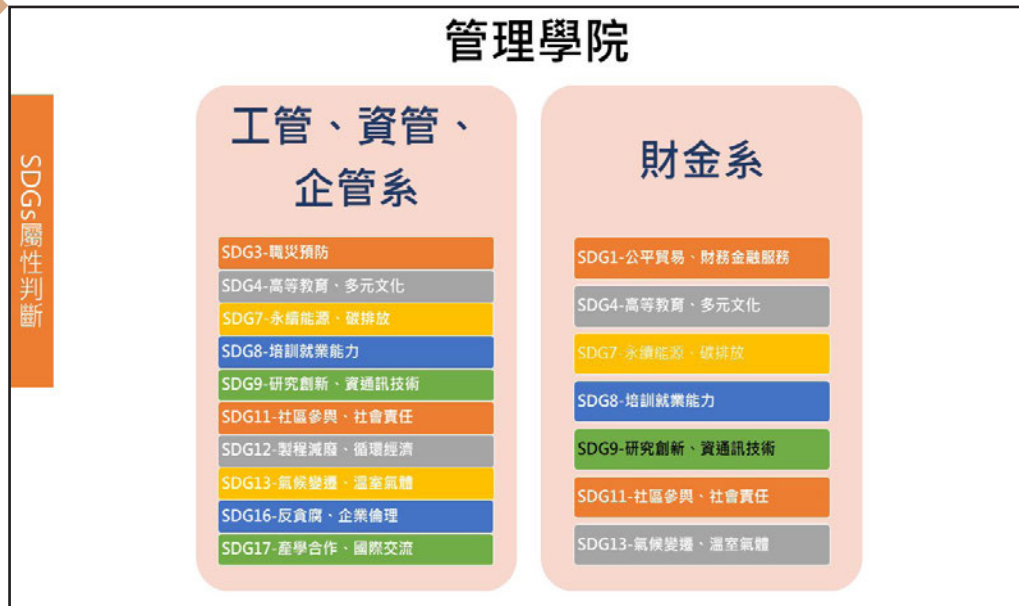 管理學院
SDGs屬性判斷
工管、資管、
企管系
SDG3-職災預防
SDG4-高等教育、多元文化
SDG7-永續能源、碳排放
SDG8-培訓就業能力
SDG9-研究創新、資通訊技術
SDG11-社區參與、社會責任
SDG12-製程減廢、循環經濟
SDG13-氣候變遷、溫室氣體
SDG16-反貪腐、企業倫理
SDG17-產學合作、國際交流
財金系
SDG1-公平貿易、財務金融服務
SDG4-高等教育、多元文化
SDG7-永續能源、碳排放
SDG8-培訓就業能力
SDG9-研究創新、資通訊技術
SDG11-社區參與、社會責任
SDG13-氣候變遷、溫室氣體